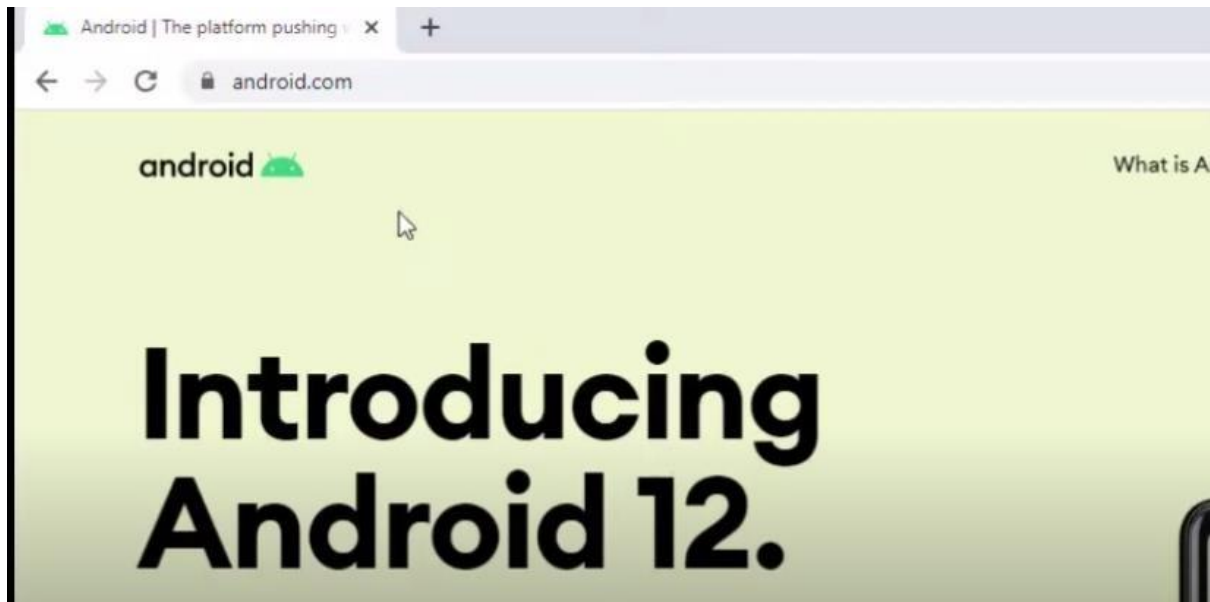 Android | The platform pushing
android.com
android
What is A
Introducing
Android 12.